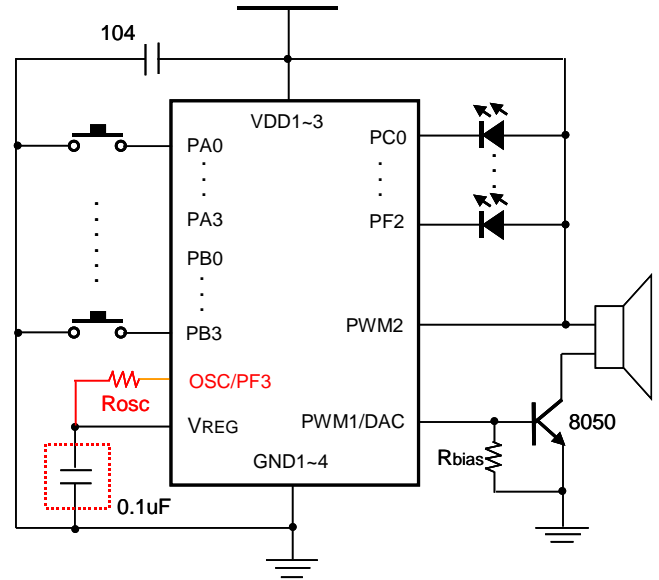 104
VDD1~3
PA0
PC0
PA3
PF2
PB0
PB3
PWM2
OSC/PF3
Rosc
VREG
PWM1/DAC
8050
Rbias
GND1~4
0.1uF